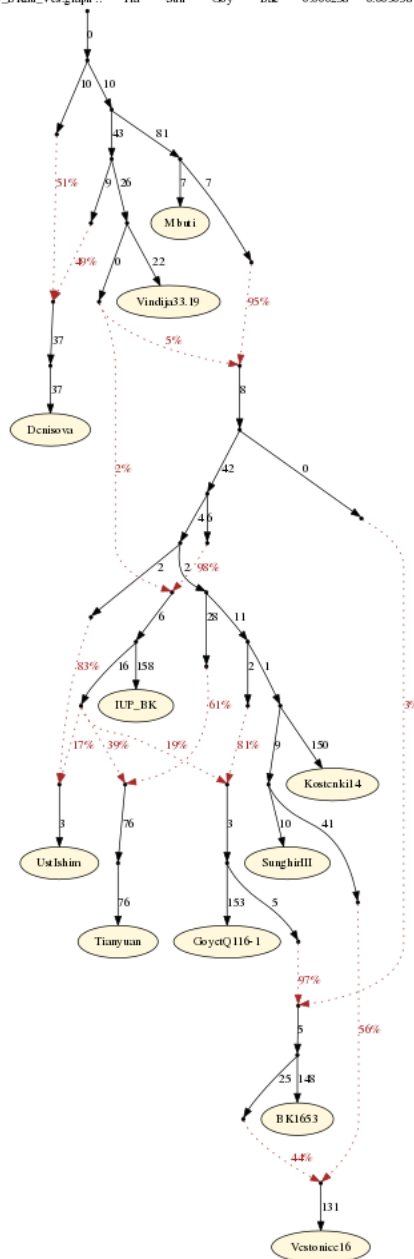 0
10 10
43 81
51% 9 26 7 7
Mbuti
49% 0 22 95%
Vindija33.19
5%
37
37 8
Denisova
42 0
2%
46
2 2 98%
6 28 11
83% 16 158 2 1
IUP_BK 61% 3%
17% 39% 19% 81% 9 150
Kostenki14
3 76 3 10 41
UstIshim SunghirIII
76 153 5
Tianyuan GoyetQ116-1
97%
5 56%
25 148
BK1653
44%
131
Vestonice16